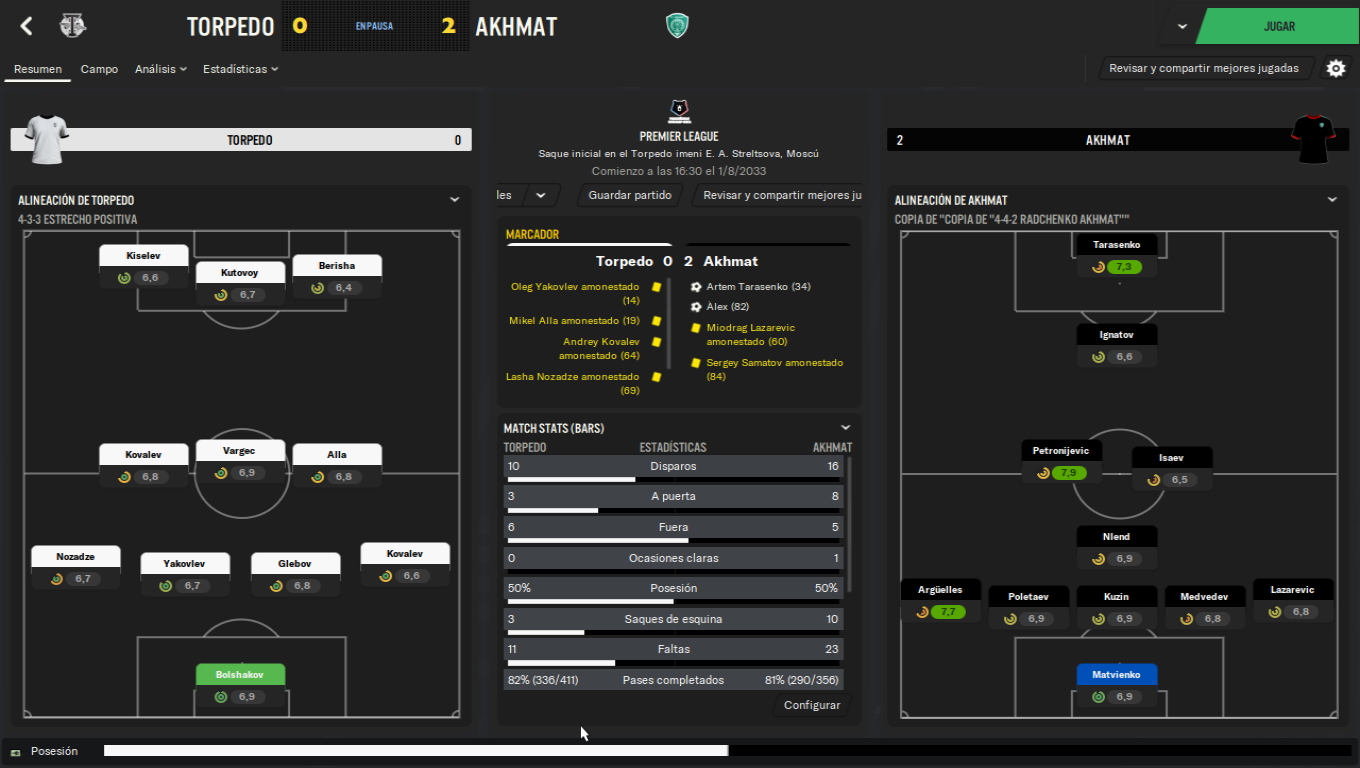 TORPEDO 0 EN PAUSA 2 AKHMAT
JUGAR
Resumen Campo Análisis Estadísticas
Revisar y compartir mejores jugadas
TORPEDO 0
PREMIER LEAGUE
Saque inicial en el Torpedo imeni E. A. Streltsova, Moscú
Comienzo a las 16:30 el 1/8/2033
les Guardar partido Revisar y compartir mejores ju
2 AKHMAT
ALINEACIÓN DE TORPEDO
4-3-3 ESTRECHO POSITIVA
Kiselev
6,6
Kutovoy
6,7
Berisha
6,4
Kovalev
6,8
Vargec
6,9
Alla
6,8
Nozadze
6,7
Yakovlev
6,7
Glebov
6,8
Kovalev
6,6
Bolshakov
6,9
MARCADOR
Torpedo 0 2 Akhmat
Oleg Yakovlev amonestado
(14)
Mikel Alla amonestado (19)
Andrey Kovalev
amonestado (64)
Lasha Nozadze amonestado
(69)
Artem Tarasenko (34)
Àlex (82)
Miodrag Lazarevic
amonestado (60)
Sergey Samatov amonestado
(84)
MATCH STATS (BARS)
TORPEDO ESTADÍSTICAS AKHMAT
10 Disparos 16
3 A puerta 8
6 Fuera 5
0 Ocasiones claras 1
50% Posesión 50%
3 Saques de esquina 10
11 Faltas 23
82% (336/411) Pases completados 81% (290/356)
Configurar
ALINEACIÓN DE AKHMAT
COPIA DE "COPIA DE "4-4-2 RADCHENKO AKHMAT""
Tarasenko
7,3
Ignatov
6,6
Petronijevic
7,9
Isaev
6,5
Nlend
6,9
Argüelles
7,7
Poletaev
6,9
Kuzin
6,9
Medvedev
6,8
Lazarevic
6,8
Matvienko
6,9
Posesión